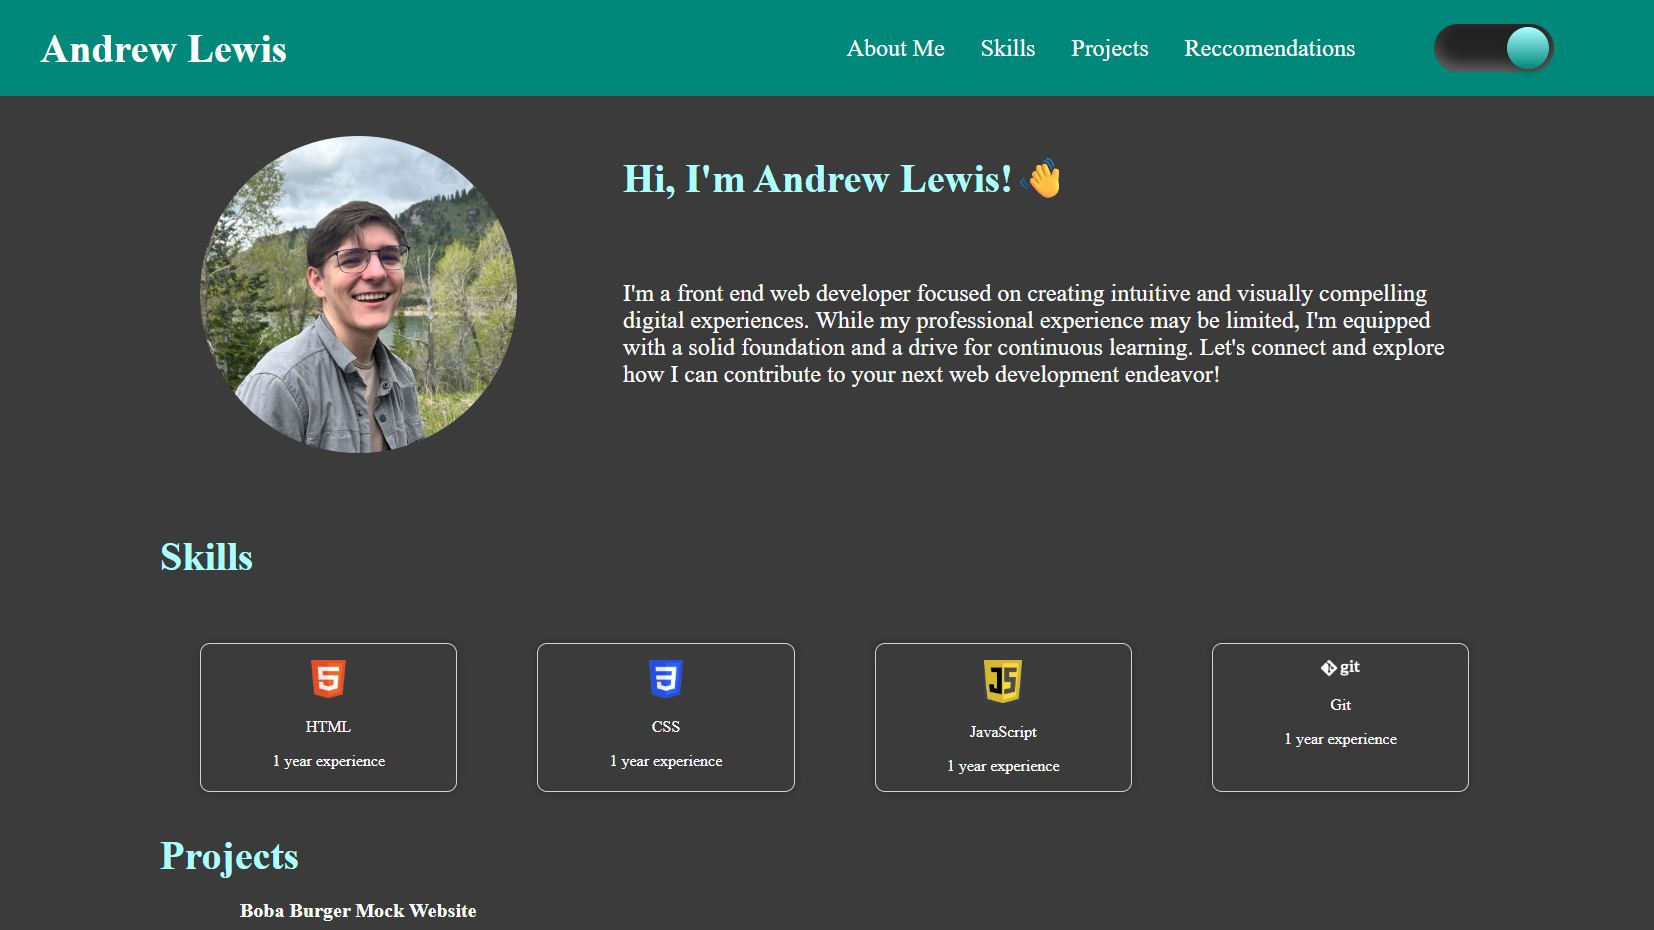 Andrew Lewis
About Me Skills Projects Reccomendations
Hi, I'm Andrew Lewis! 👋
I'm a front end web developer focused on creating intuitive and visually compelling
digital experiences. While my professional experience may be limited, I'm equipped
with a solid foundation and a drive for continuous learning. Let's connect and explore
how I can contribute to your next web development endeavor!
Skills
5
HTML
1 year experience
3
CSS
1 year experience
JS
JavaScript
1 year experience
git
Git
1 year experience
Projects
Boba Burger Mock Website